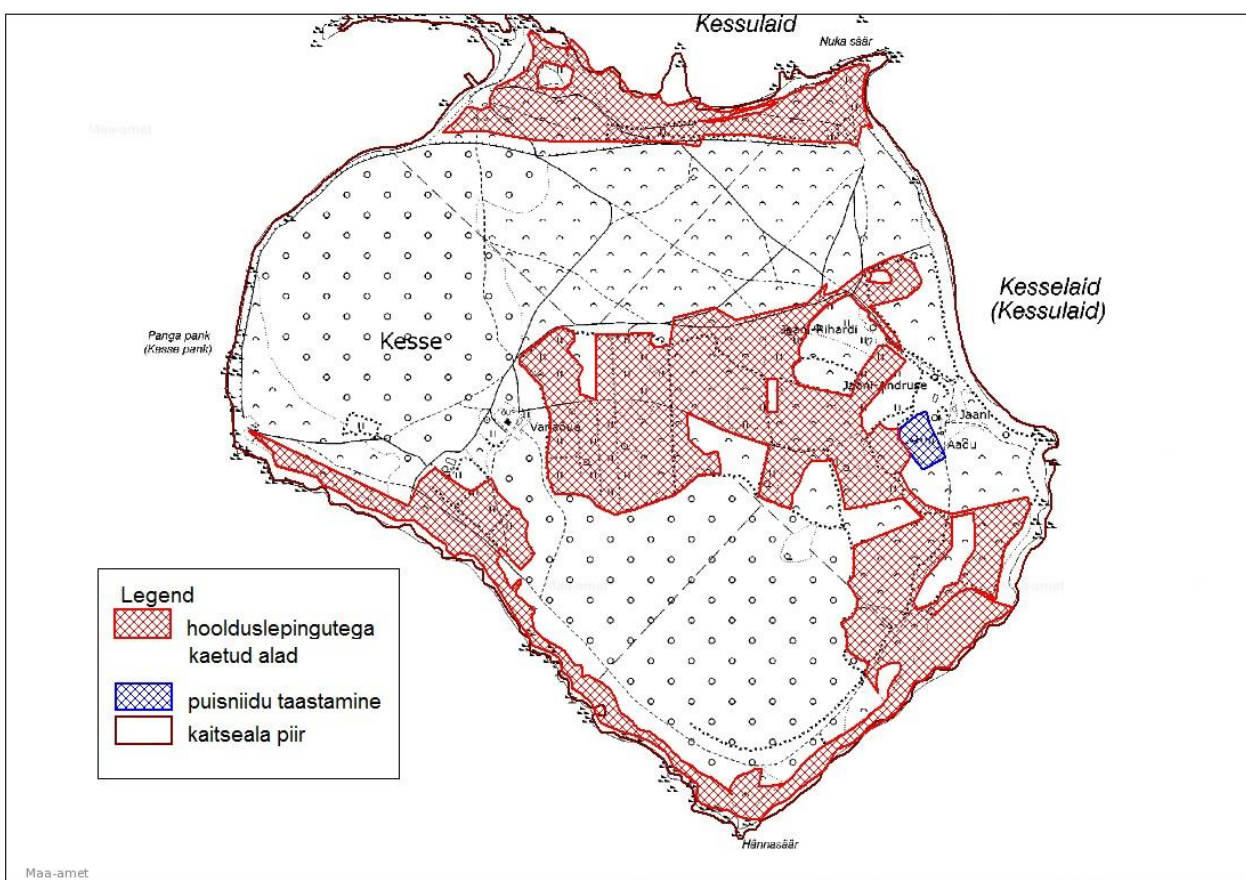 Kessulaid
Nuka säär
Maa-amet
Kesselaid
(Kessulaid)
Panga pank
(Kesse pank)
Kesse
Jaani-Rihardi
Jaani-Andruse
Jaani
Aadu
Maa-amet
Maa-amet
Legend
hoolduslepingutega
kaetud alad
puisniidu taastamine
kaitseala piir
Hännasäär
Maa-amet